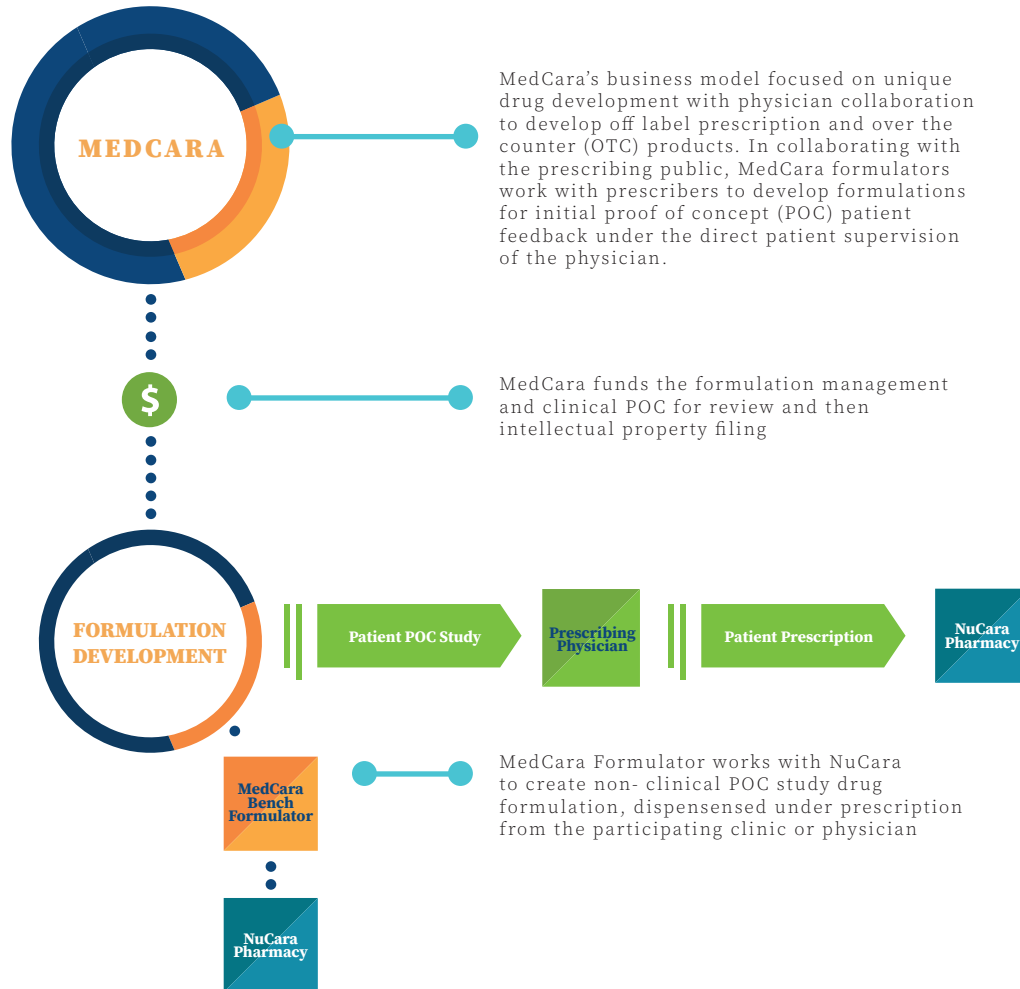 MEDCARA
MedCara’s business model focused on unique
drug development with physician collaboration
to develop off label prescription and over the
counter (OTC) products. In collaborating with
the prescribing public, MedCara formulators
work with prescribers to develop formulations
for initial proof of concept (POC) patient
feedback under the direct patient supervision
of the physician.
$
MedCara funds the formulation management
and clinical POC for review and then
intellectual property filing
FORMULATION
DEVELOPMENT
Patient POC Study
Prescribing
Physician
Patient Prescription
NuCara
Pharmacy
MedCara
Bench
Formulator
MedCara Formulator works with NuCara
to create non- clinical POC study drug
formulation, dispensensed under prescription
from the participating clinic or physician
NuCara
Pharmacy